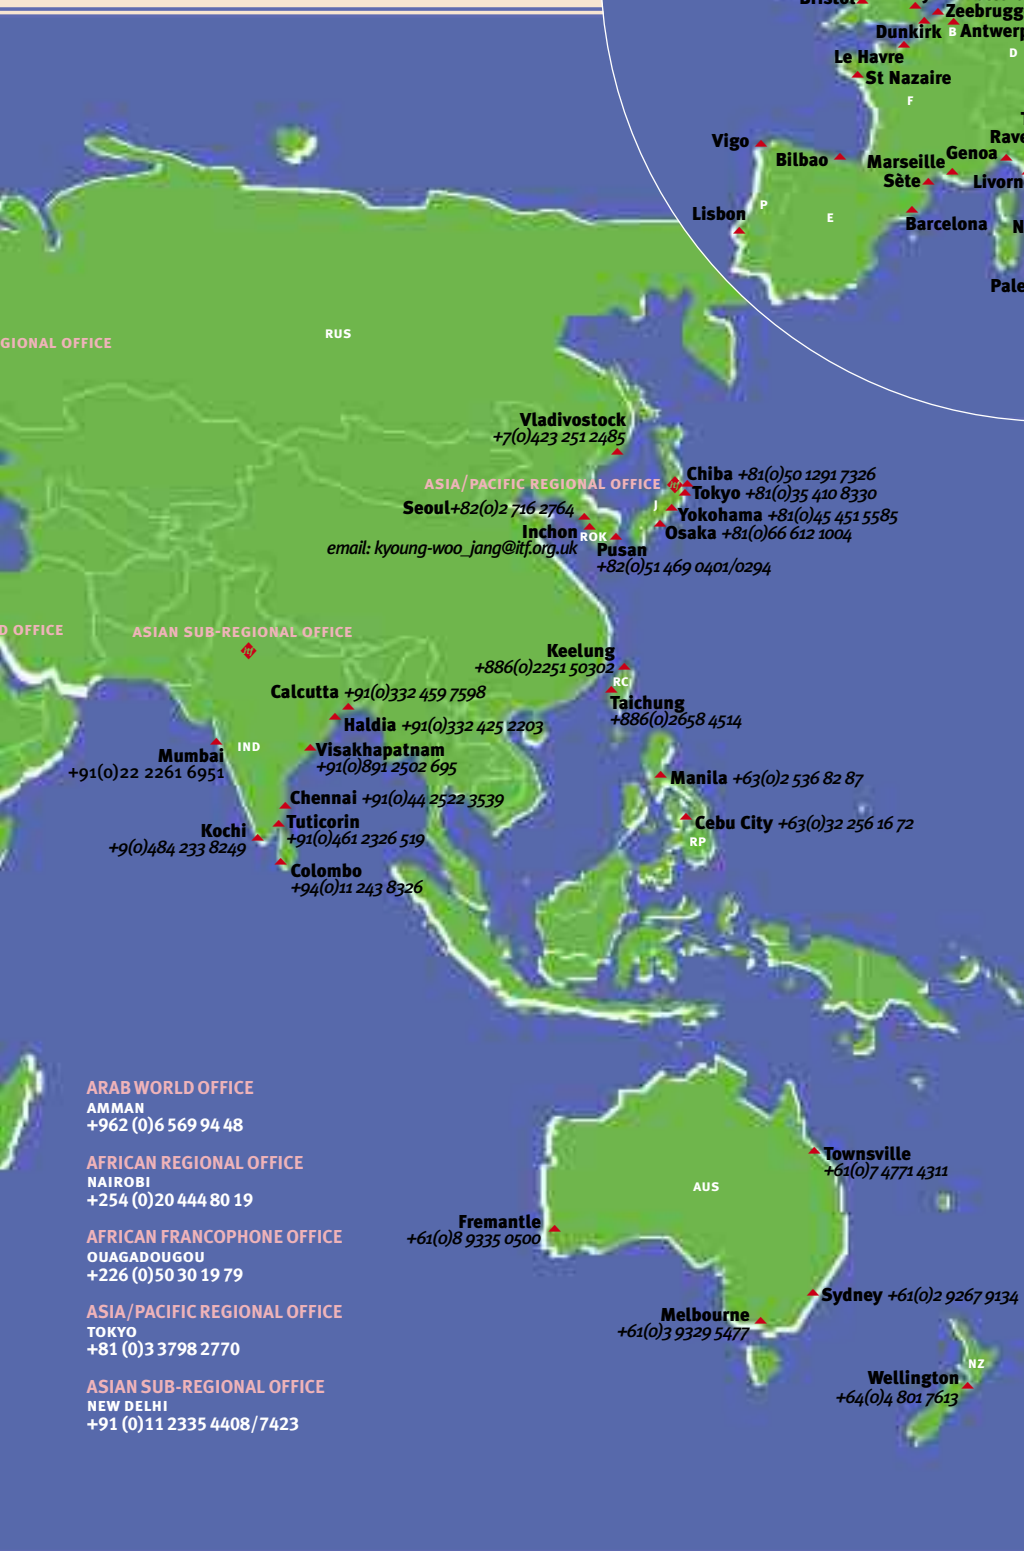 Zeebrugg
Dunkirk
B
Antwerp
D
Le Havre
St Nazaire
F
Vigo
Bilbao
Marseille
Genoa
Rave
Sète
Livorn
P
E
Lisbon
Barcelona
N
Pale
RUS
GIONAL OFFICE
Vladivostock
+7(0)423 251 2485
ASIA/PACIFIC REGIONAL OFFICE
itf
Chiba +81(0)50 1291 7326
Tokyo +81(0)35 410 8330
J
Yokohama +81(0)45 451 5585
Osaka +81(0)66 612 1004
Seoul+82(0)2 716 2764
Inchon
ROK
email: kyoung-woo_jang@itf.org.uk
Pusan
+82(0)51 469 0401/0294
D OFFICE
ASIAN SUB-REGIONAL OFFICE
itf
Keelung
+886(0)2251 50302
RC
Taichung
+886(0)2658 4514
Calcutta +91(0)332 459 7598
Haldia +91(0)332 425 2203
IND
Visakhapatnam
+91(0)891 2502 695
Mumbai
+91(0)22 2261 6951
Manila +63(0)2 536 82 87
Chennai +91(0)44 2522 3539
Tuticorin
+91(0)461 2326 519
Cebu City +63(0)32 256 16 72
RP
Kochi
+9(0)484 233 8249
Colombo
+94(0)11 243 8326
ARAB WORLD OFFICE
AMMAN
+962 (0)6 569 94 48
AFRICAN REGIONAL OFFICE
NAIROBI
+254 (0)20 444 80 19
AFRICAN FRANCOPHONE OFFICE
OUAGADOUGOU
+226 (0)50 30 19 79
ASIA/PACIFIC REGIONAL OFFICE
TOKYO
+81 (0)3 3798 2770
ASIAN SUB-REGIONAL OFFICE
NEW DELHI
+91 (0)11 2335 4408/7423
Townsville
+61(0)7 4771 4311
AUS
Fremantle
+61(0)8 9335 0500
Sydney +61(0)2 9267 9134
Melbourne
+61(0)3 9329 5477
NZ
Wellington
+64(0)4 801 7613